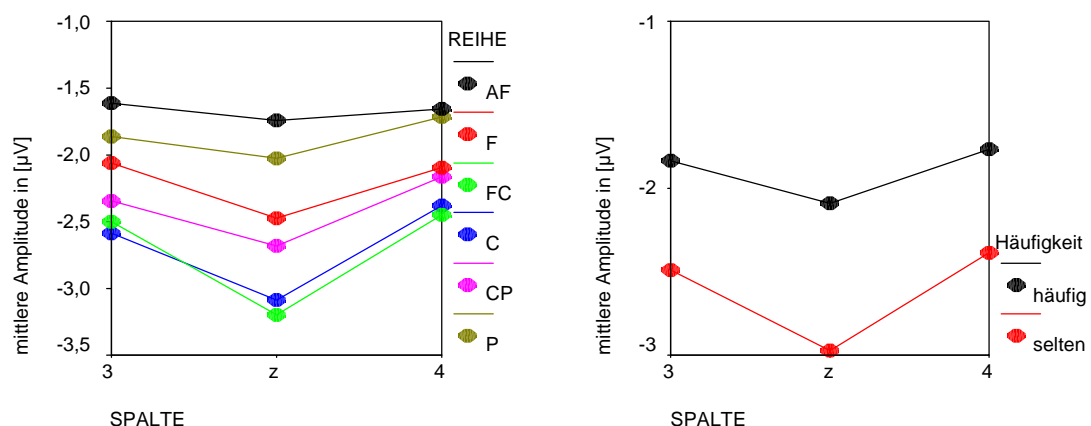 mittlere Amplitude in [µV]
-1,0
-1,5
-2,0
-2,5
-3,0
-3,5
3
z
4
SPALTE
REIHE
AF
F
FC
C
CP
P
mittlere Amplitude in [µV]
-1
-2
-3
3
z
4
SPALTE
Häufigkeit
häufig
selten